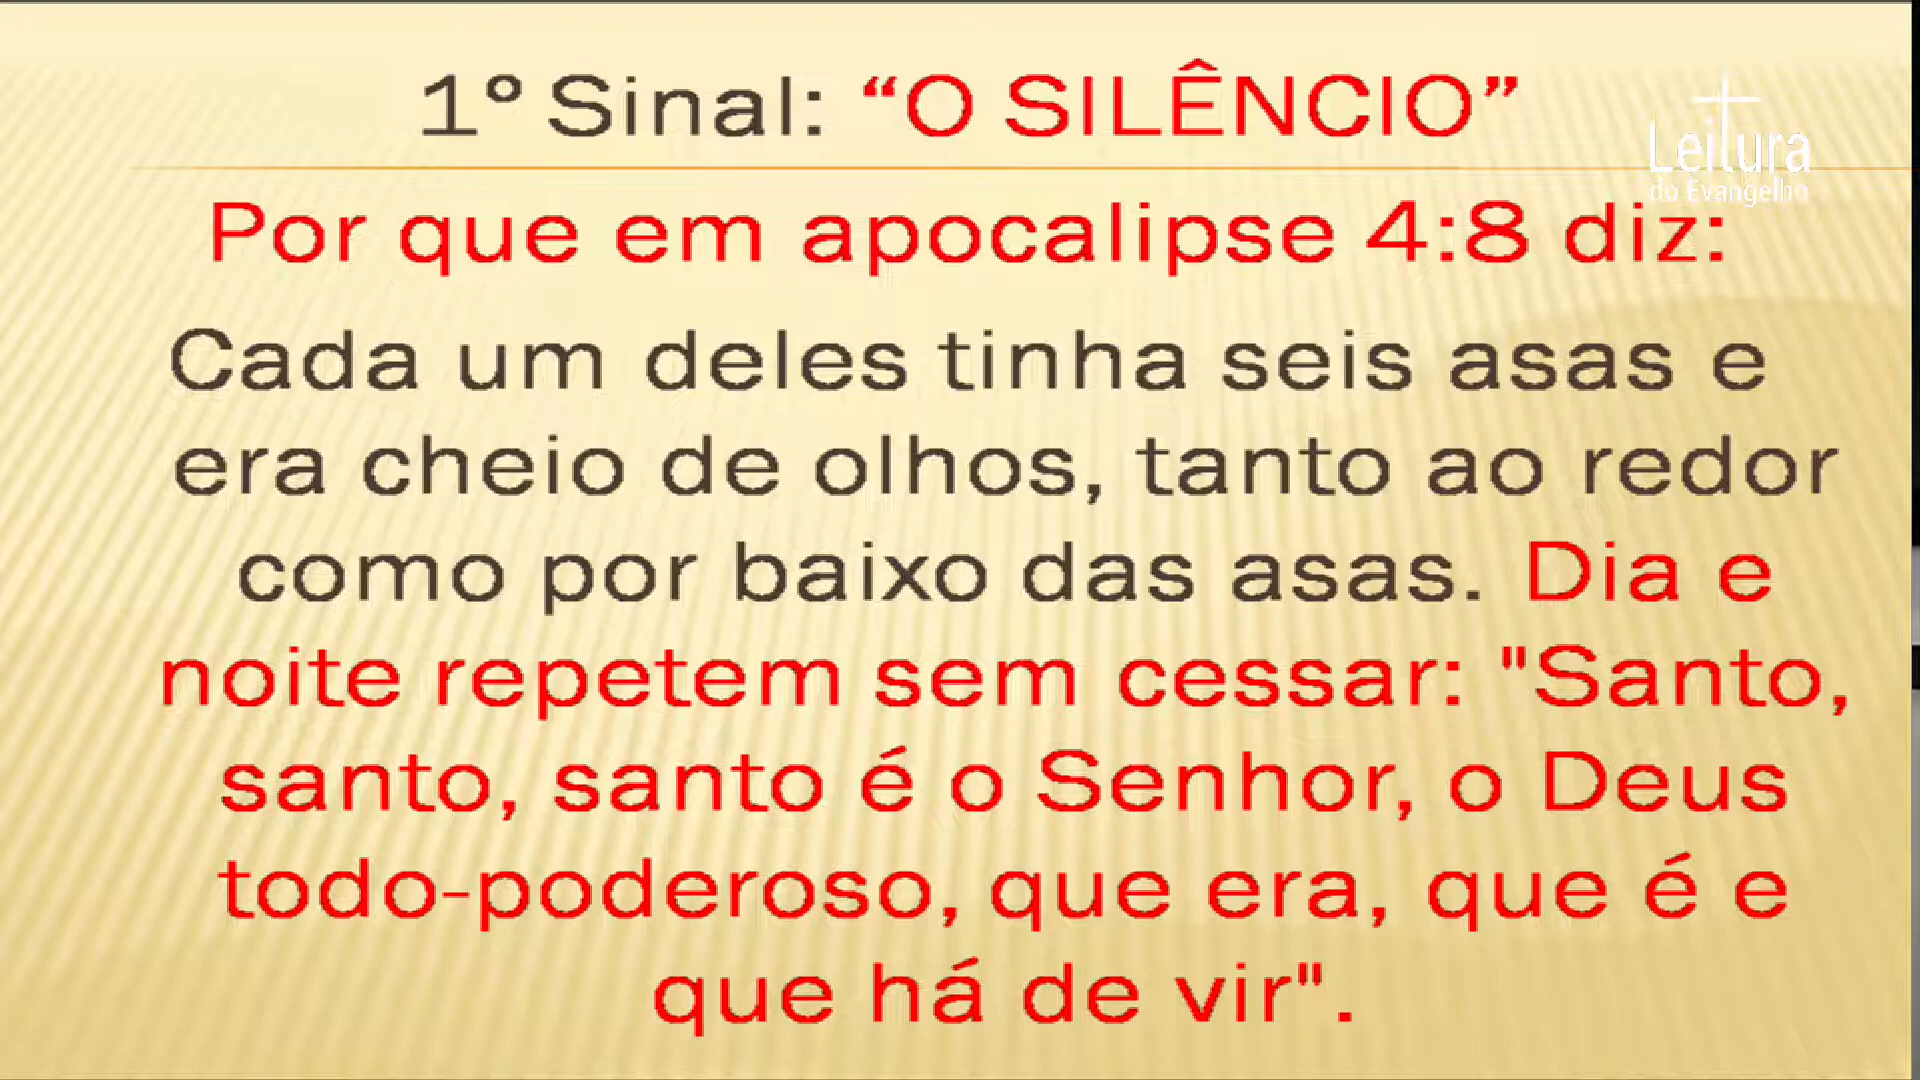 1º Sinal: “O SILÊNCIO”
Leitura
do Evangelho
Por que em apocalipse 4:8 diz:
Cada um deles tinha seis asas e
era cheio de olhos, tanto ao redor
como por baixo das asas. Dia e
noite repetem sem cessar: "Santo,
santo, santo é o Senhor, o Deus
todo-poderoso, que era, que é e
que há de vir".